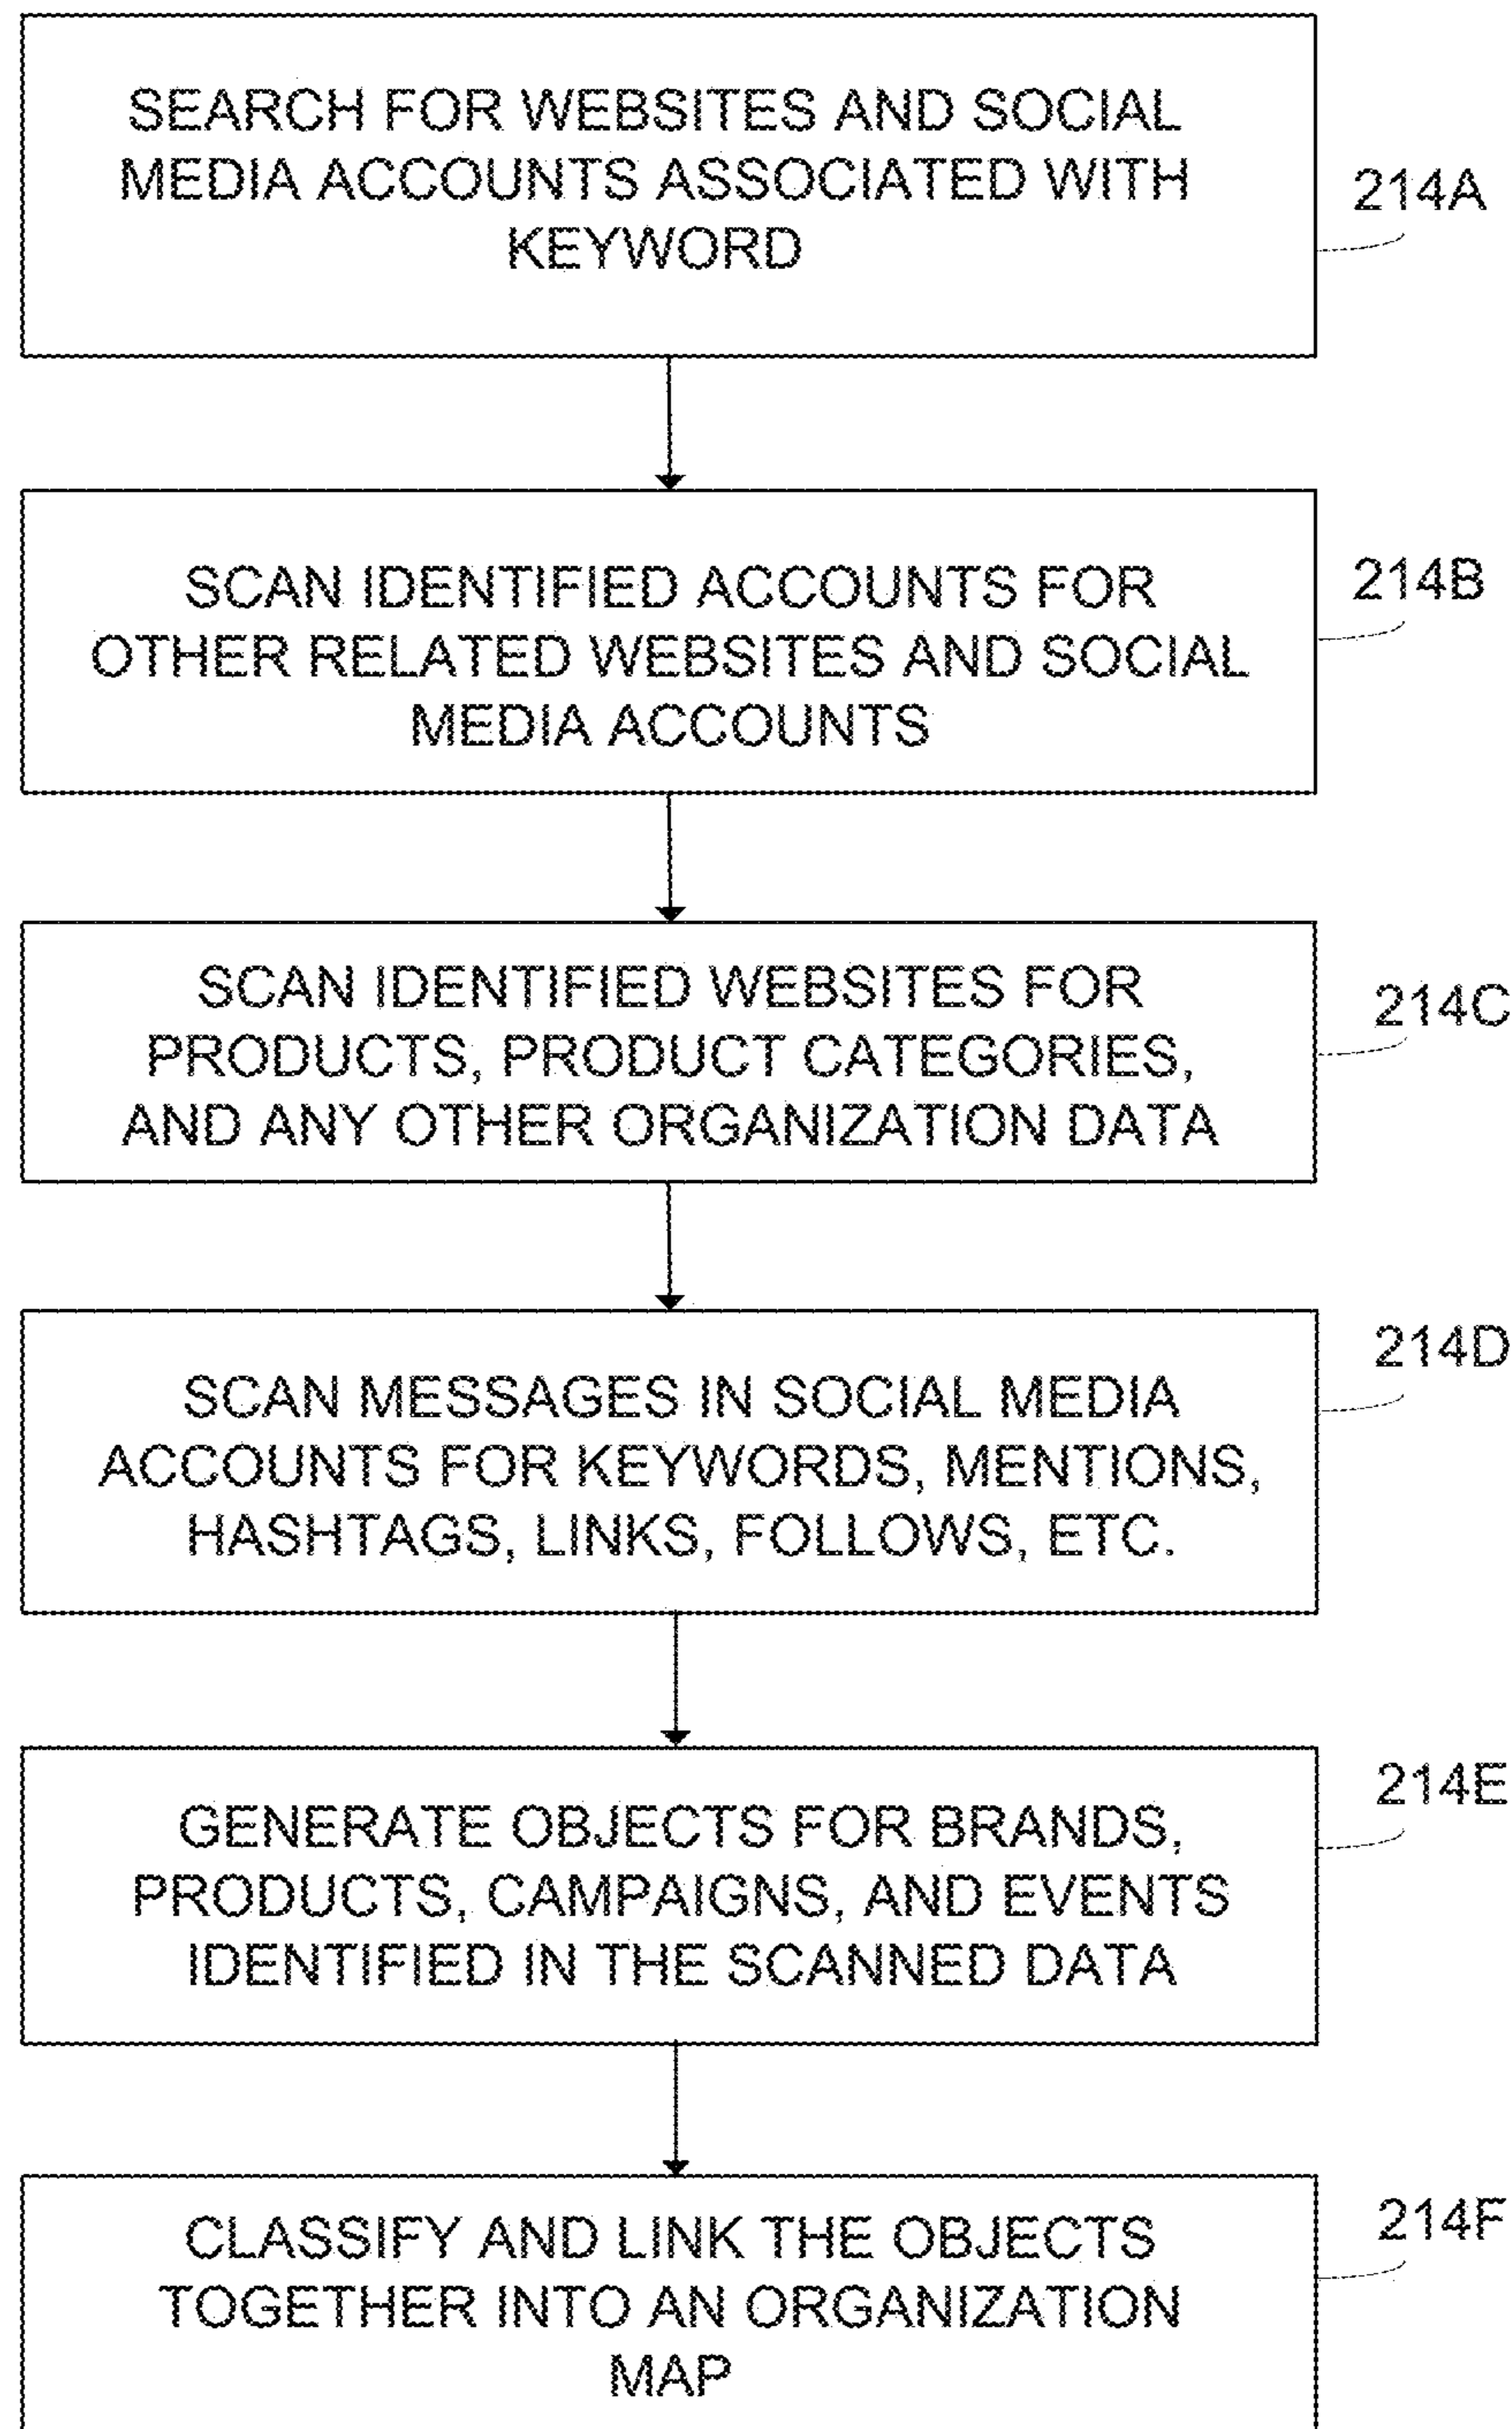 SEARCH FOR WEBSITES AND SOCIAL
MEDIA ACCOUNTS ASSOCIATED WITH
KEYWORD
214A
SCAN IDENTIFIED ACCOUNTS FOR
OTHER RELATED WEBSITES AND SOCIAL
MEDIA ACCOUNTS
214B
SCAN IDENTIFIED WEBSITES FOR
PRODUCTS, PRODUCT CATEGORIES,
AND ANY OTHER ORGANIZATION DATA
214C
SCAN MESSAGES IN SOCIAL MEDIA
ACCOUNTS FOR KEYWORDS, MENTIONS,
HASHTAGS, LINKS, FOLLOWS, ETC.
214D
GENERATE OBJECTS FOR BRANDS,
PRODUCTS, CAMPAIGNS, AND EVENTS
IDENTIFIED IN THE SCANNED DATA
214E
CLASSIFY AND LINK THE OBJECTS
TOGETHER INTO AN ORGANIZATION
MAP
214F